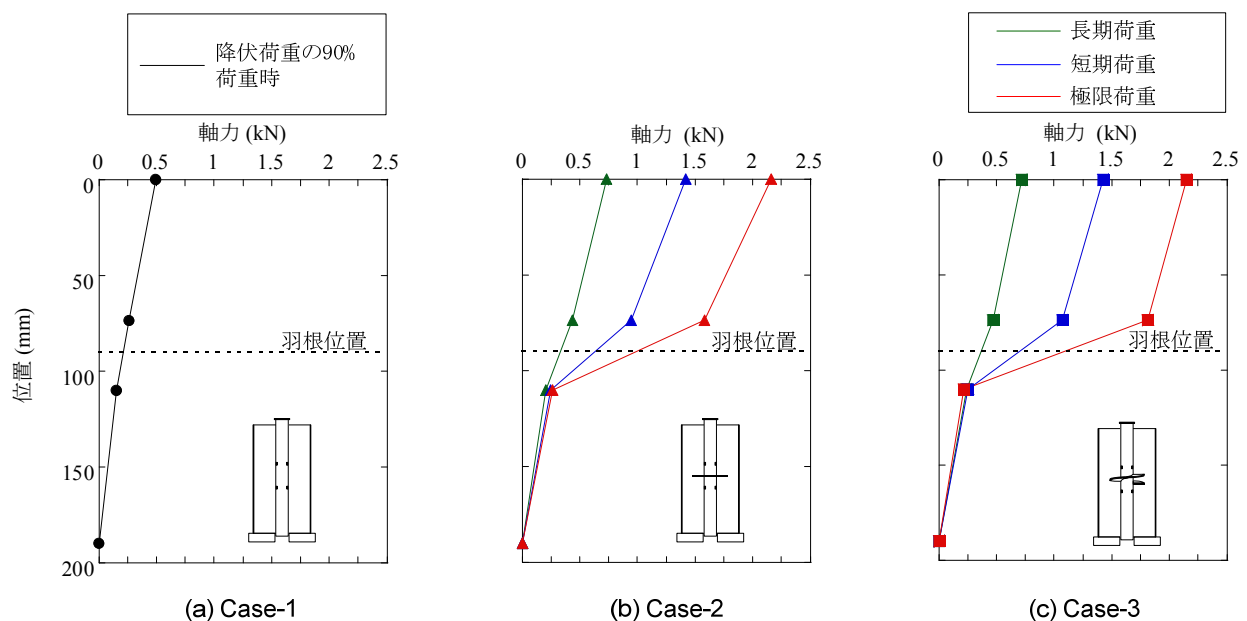 降伏荷重の90%
荷重時
長期荷重
短期荷重
極限荷重
軸力 (kN)
0 0.5 1 1.5 2 2.5
0
50
100
150
200
位置 (mm)
羽根位置
(a) Case-1
軸力 (kN)
0 0.5 1 1.5 2 2.5
羽根位置
(b) Case-2
軸力 (kN)
0 0.5 1 1.5 2 2.5
羽根位置
(c) Case-3